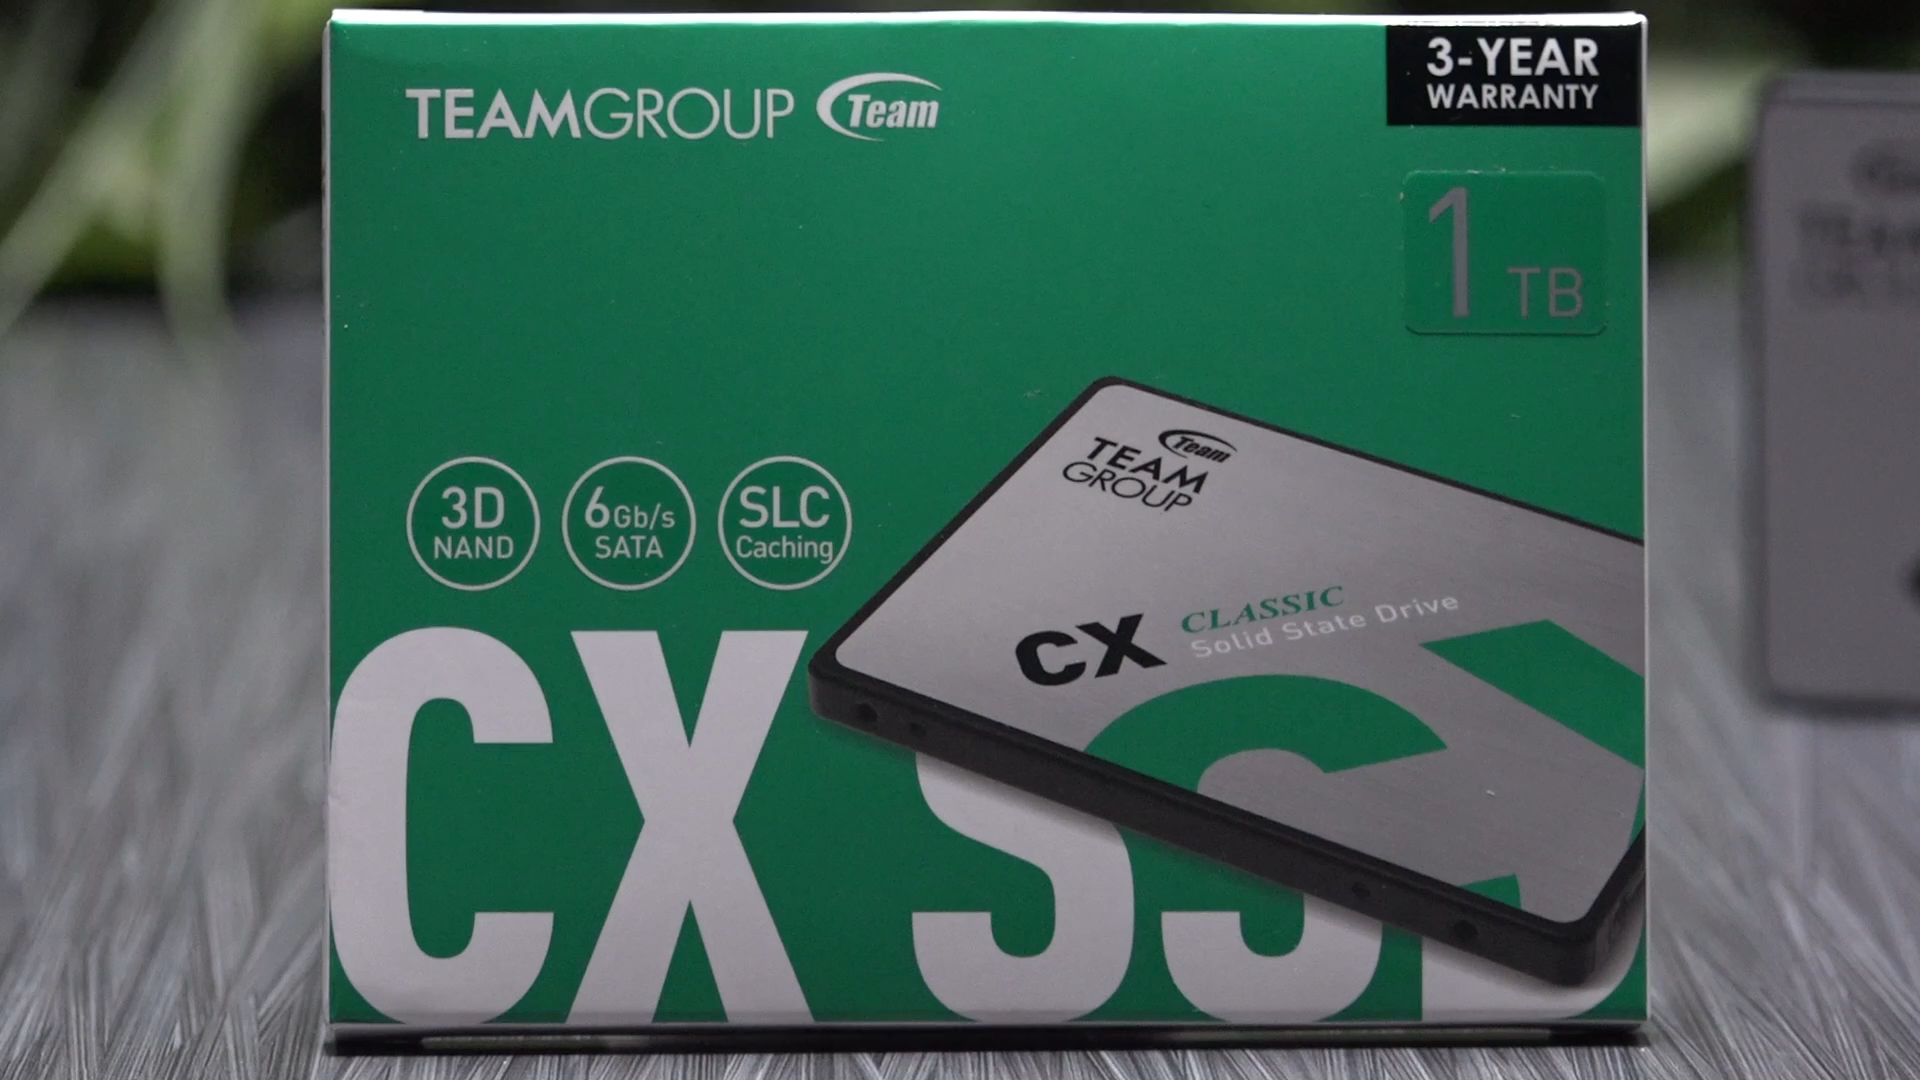 TEAMGROUP Team
3-YEAR
WARRANTY
1 TB
3D
NAND
6Gb/s
SATA
SLC
Caching
CX SSD
Team
TEAM
GROUP
CX CLASSIC
Solid State Drive